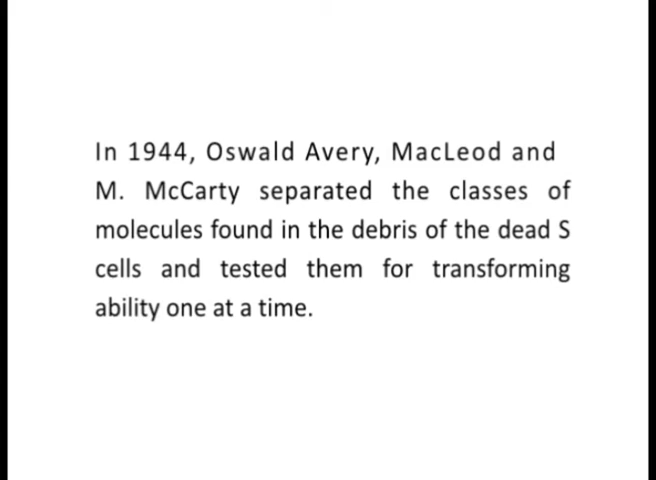 In 1944, Oswald Avery, MacLeod and
M. McCarty separated the classes of
molecules found in the debris of the dead S
cells and tested them for transforming
ability one at a time.